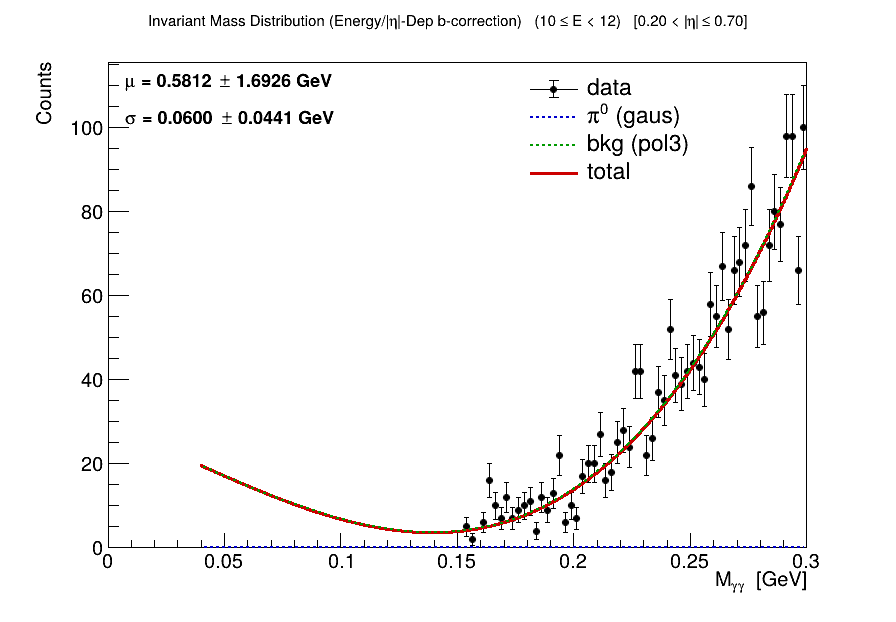 Invariant Mass Distribution (Energy/|η|-Dep b-correction) (10 ≤ E < 12) [0.20 < |η| ≤ 0.70]
μ = 0.5812 ± 1.6926 GeV
σ = 0.0600 ± 0.0441 GeV
data
π⁰ (gaus)
bkg (pol3)
total
Counts
100
80
60
40
20
0
0 0.05 0.1 0.15 0.2 0.25 0.3
M_γγ [GeV]